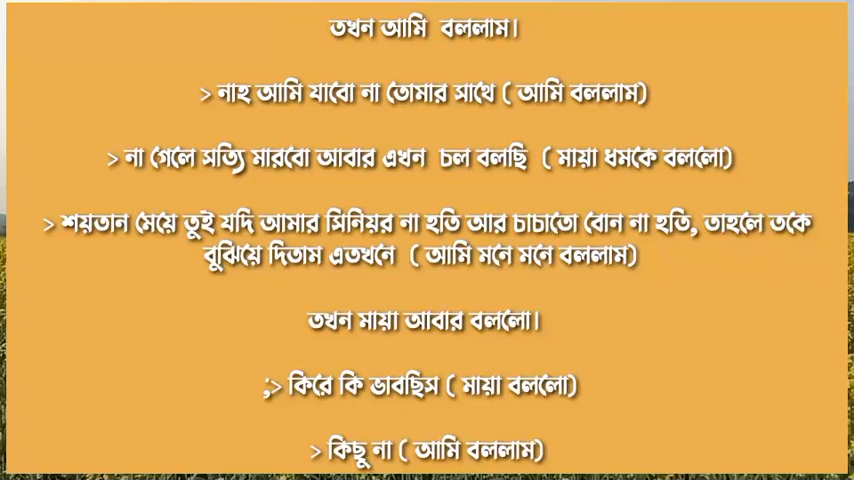 তখন আমি বললাম।
> নাহ আমি যাবো না তোমার সাথে ( আমি বললাম)
> না গেলে সত্যি মারবো আবার এখন চল বলছি ( মায়া ধমকে বললো)
> শয়তান মেয়ে তুই যদি আমার সিনিয়র না হতি আর চাচাতো বোন না হতি, তাহলে তকে
বুঝিয়ে দিতাম এতখনে ( আমি মনে মনে বললাম)
তখন মায়া আবার বললো।
;> কিরে কি ভাবছিস ( মায়া বললো)
> কিছু না ( আমি বললাম)